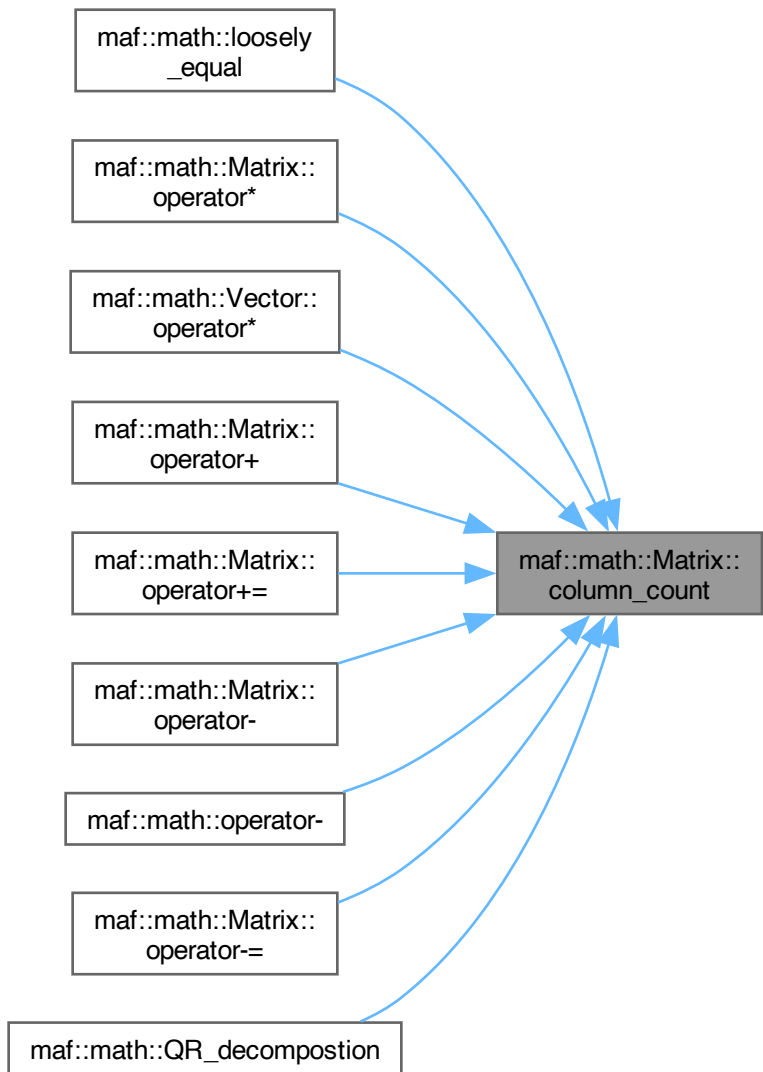 maf::math::loosely
_equal
maf::math::Matrix::
operator*
maf::math::Vector::
operator*
maf::math::Matrix::
operator+
maf::math::Matrix::
operator+=
maf::math::Matrix::
operator-
maf::math::operator-
maf::math::Matrix::
operator-=
maf::math::QR_decompostion
maf::math::Matrix::
column_count